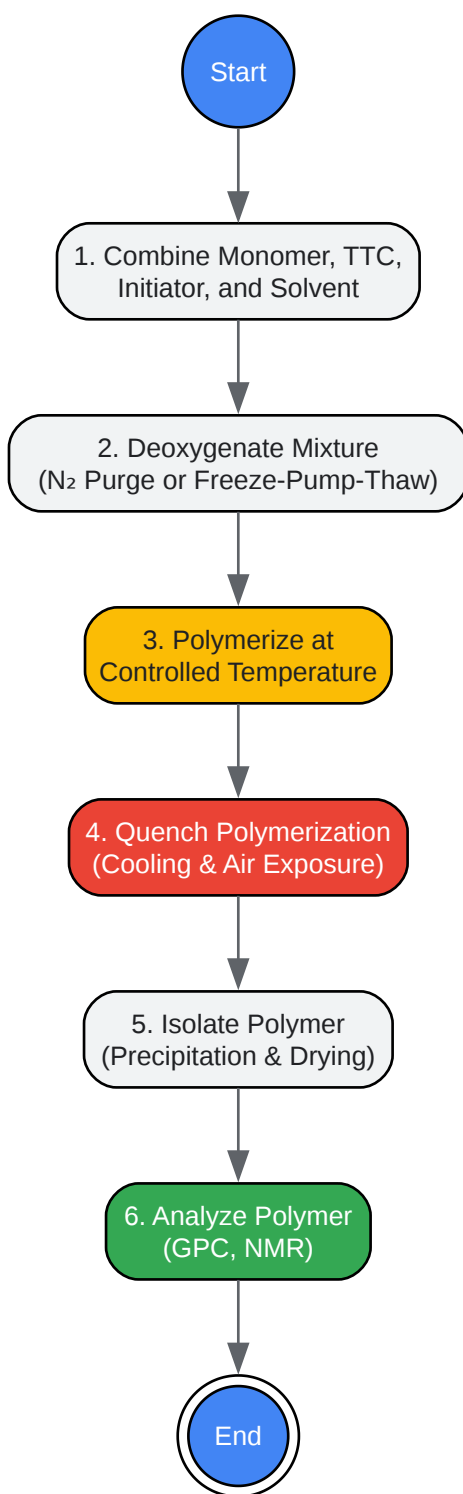 Start
1. Combine Monomer, TTC,
Initiator, and Solvent
2. Deoxygenate Mixture
(N₂ Purge or Freeze-Pump-Thaw)
3. Polymerize at
Controlled Temperature
4. Quench Polymerization
(Cooling & Air Exposure)
5. Isolate Polymer
(Precipitation & Drying)
6. Analyze Polymer
(GPC, NMR)
End